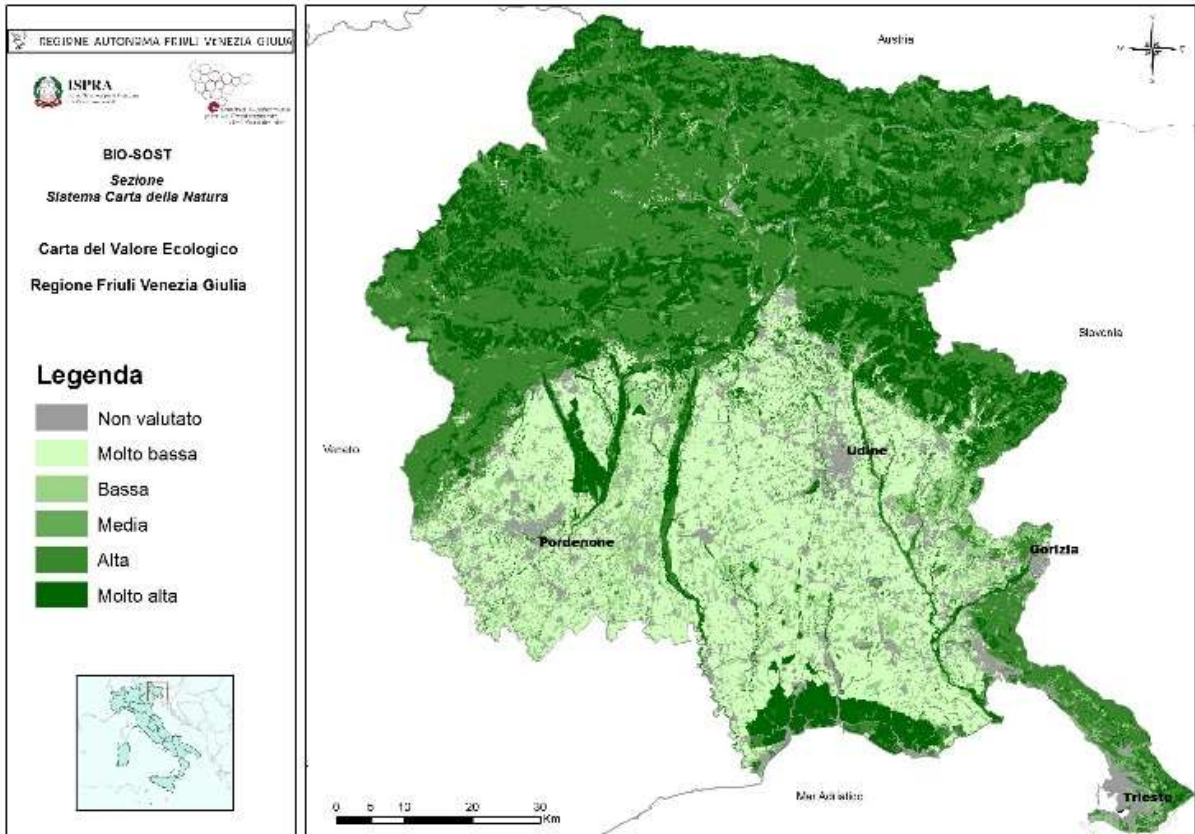 REGIONE AUTONOMA FRIULI VENEZIA GIULIA
ISPRA
BIO-SOST
Sezione
Sistema Carta della Natura
Carta del Valore Ecologico
Regione Friuli Venezia Giulia
Legenda
Non valutato
Molto bassa
Bassa
Media
Alta
Molto alta
Austria
Slovenia
Veneto
Udine
Pordenone
Gorizia
Trieste
Mar Adriatico
0 5 10 20 30
Km